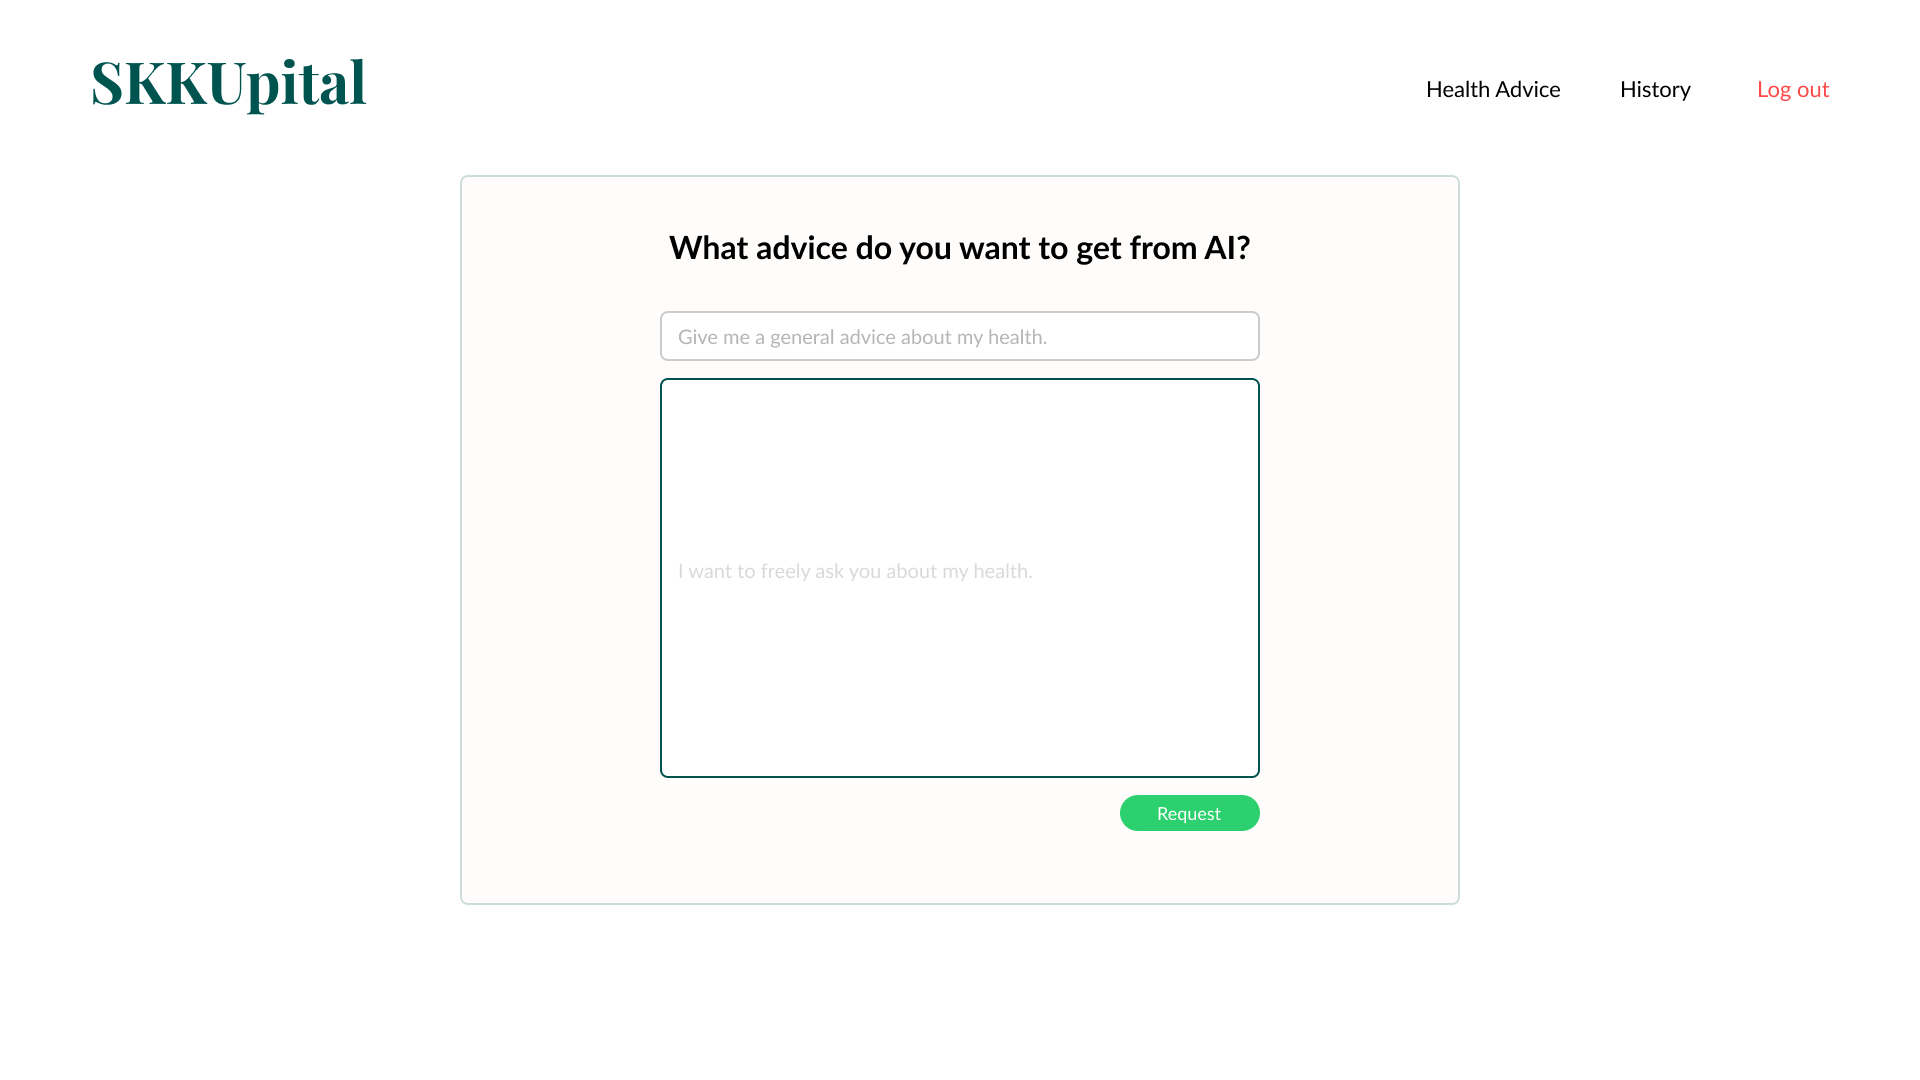 SKKUpital
Health Advice
History
Log out
What advice do you want to get from AI?
Give me a general advice about my health.
I want to freely ask you about my health.
Request